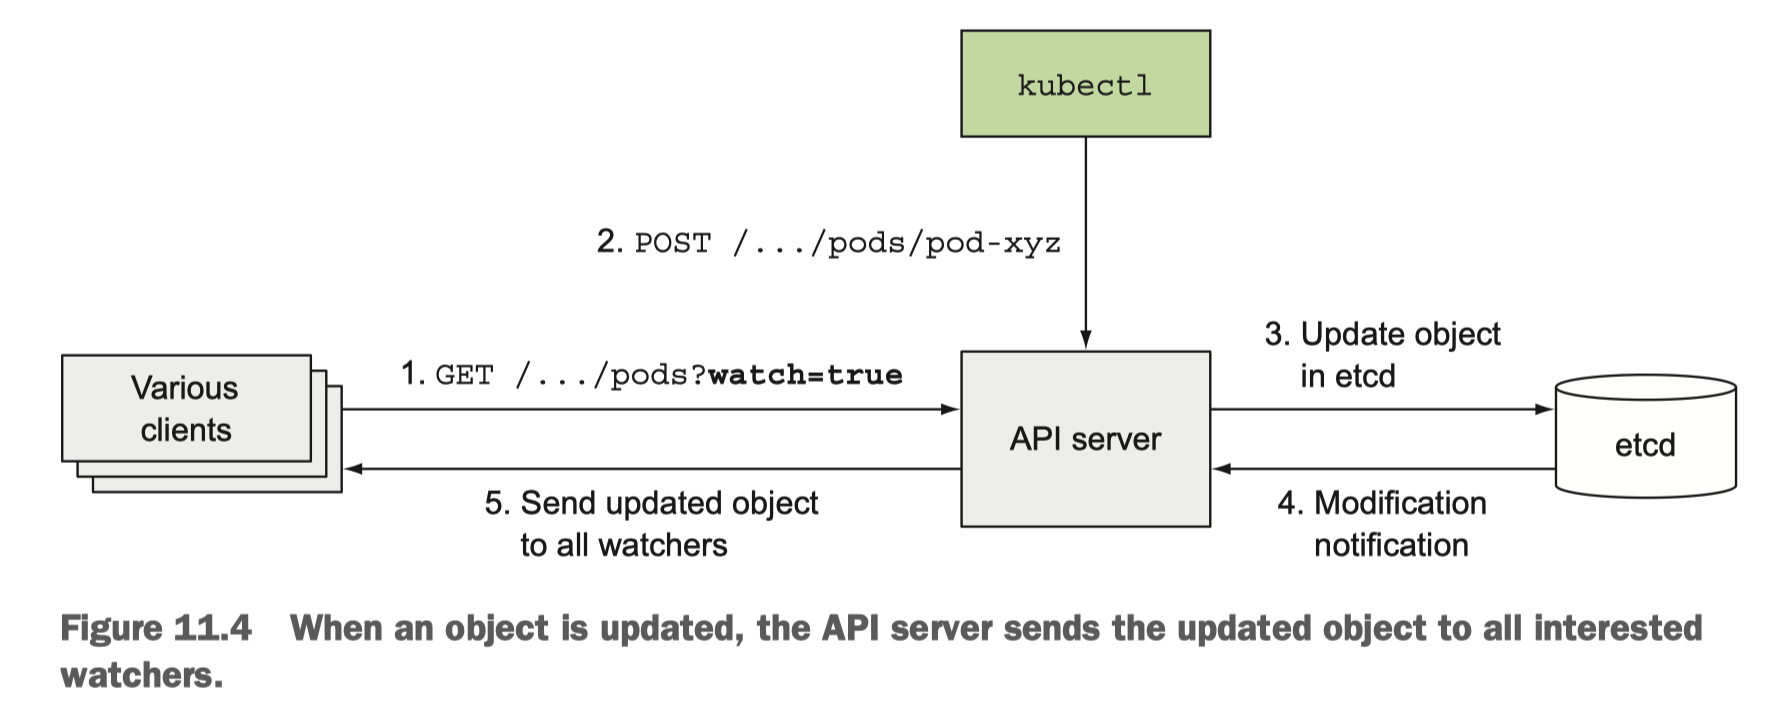 kubectl
2. POST /.../pods/pod-xyz
3. Update object
in etcd
1. GET /.../pods?watch=true
Various
clients
API server
etcd
5. Send updated object
to all watchers
4. Modification
notification
Figure 11.4 When an object is updated, the API server sends the updated object to all interested
watchers.